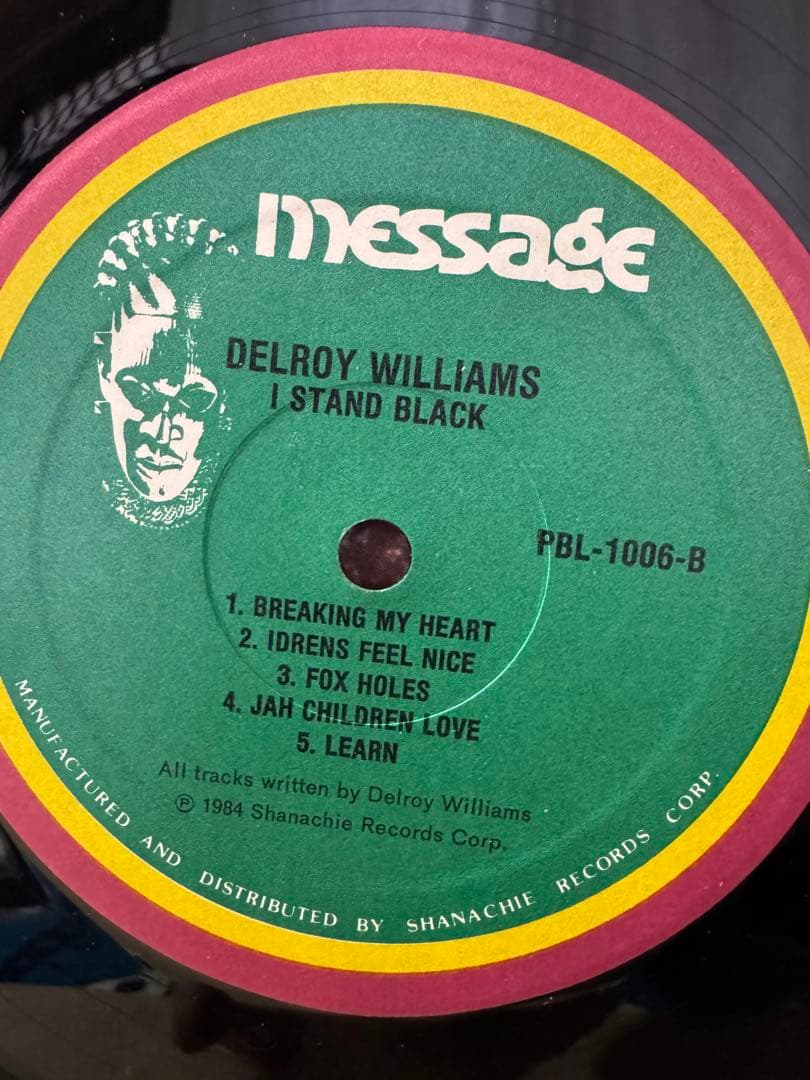 message
DELROY WILLIAMS
I STAND BLACK
PBL-1006-B
1. BREAKING MY HEART
2. IDRENS FEEL NICE
3. FOX HOLES
4. JAH CHILDREN LOVE
5. LEARN
All tracks written by Delroy Williams
℗ 1984 Shanachie Records Corp.
MANUFACTURED AND DISTRIBUTED BY SHANACHIE RECORDS CORP.